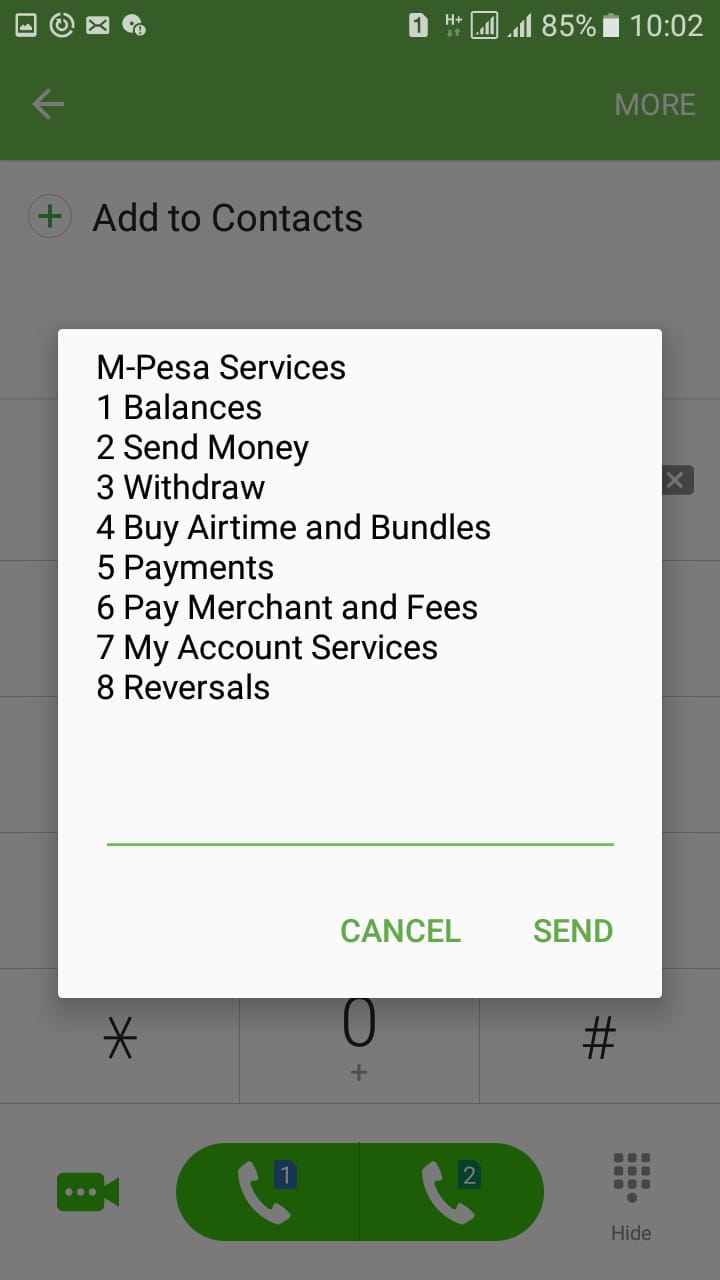 1 H+ 85% 10:02
MORE
Add to Contacts
M-Pesa Services
1 Balances
2 Send Money
3 Withdraw
4 Buy Airtime and Bundles
5 Payments
6 Pay Merchant and Fees
7 My Account Services
8 Reversals
CANCEL SEND
* 0 #
+
1 2
Hide